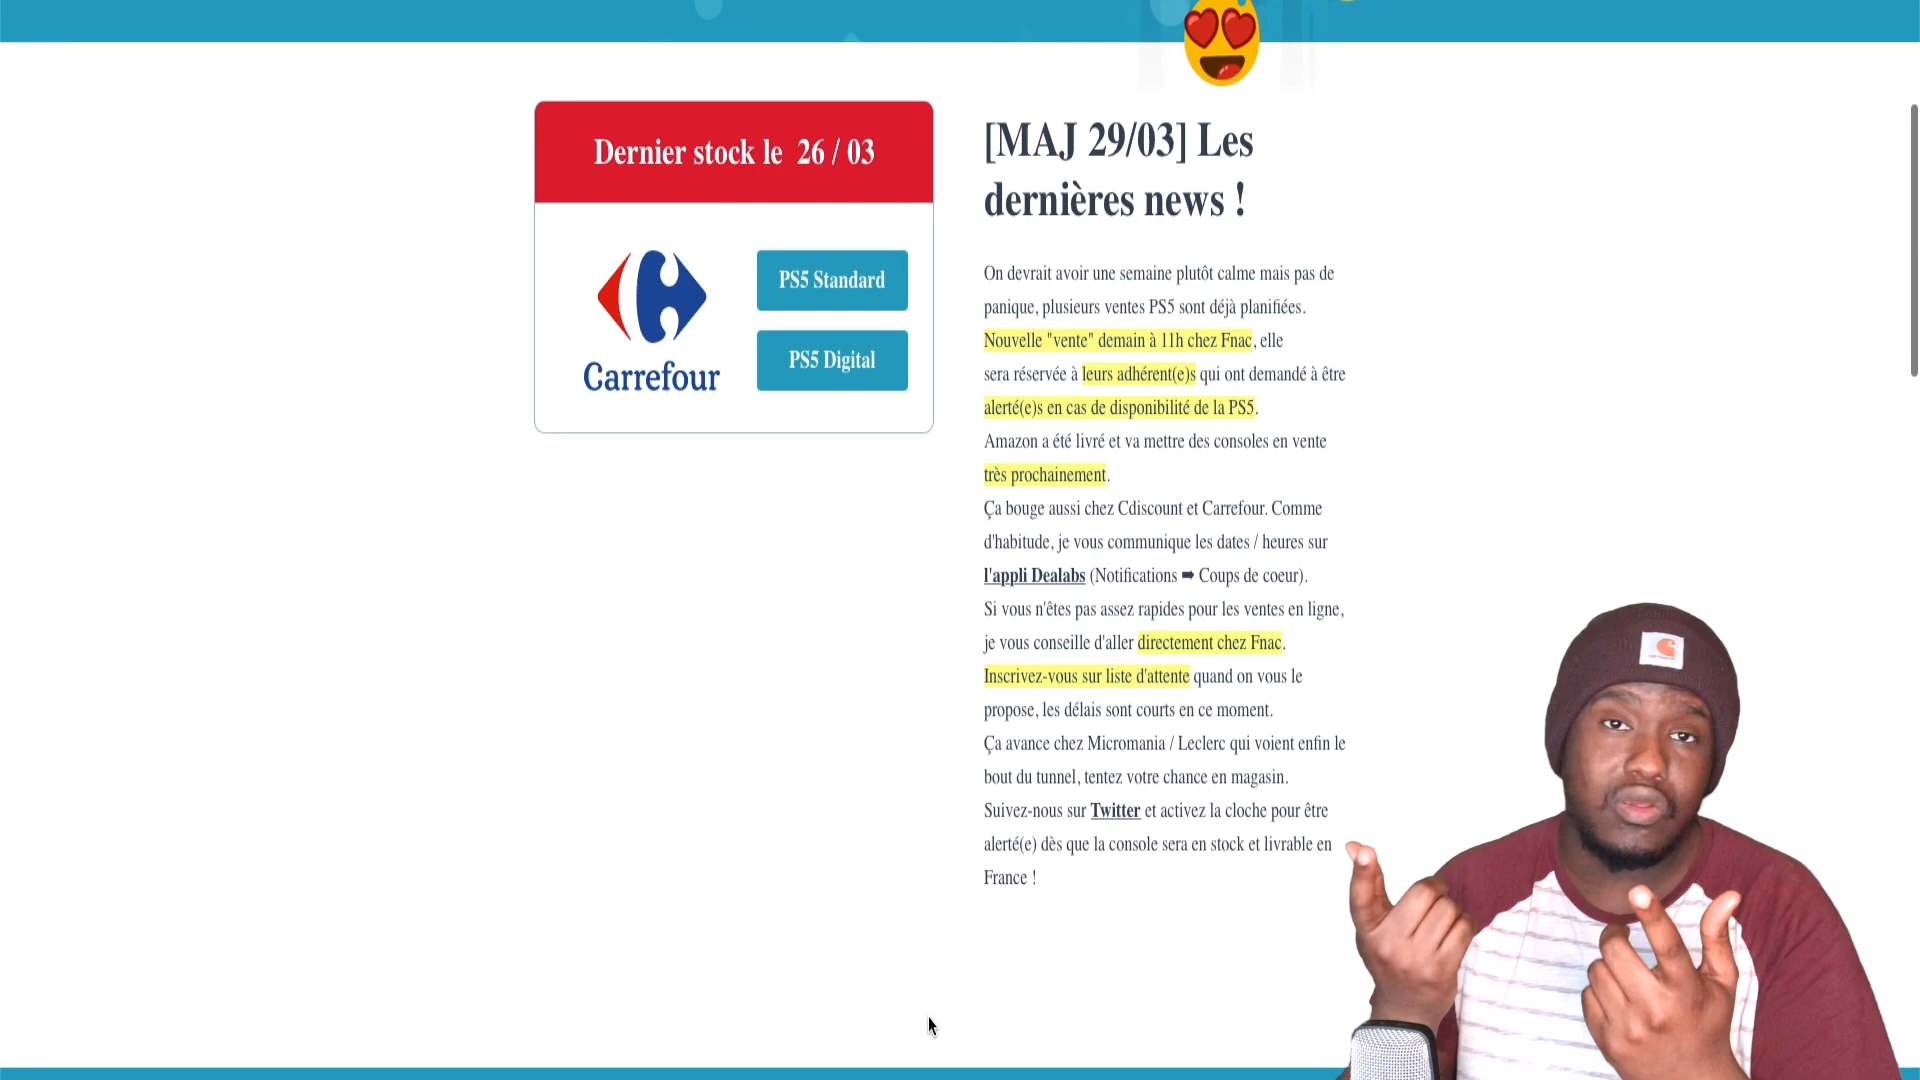 Dernier stock le 26 / 03
Carrefour
PS5 Standard
PS5 Digital
[MAJ 29/03] Les
dernières news !
On devrait avoir une semaine plutôt calme mais pas de
panique, plusieurs ventes PS5 sont déjà planifiées.
Nouvelle "vente" demain à 11h chez Fnac, elle
sera réservée à leurs adhérent(e)s qui ont demandé à être
alerté(e)s en cas de disponibilité de la PS5.
Amazon a été livré et va mettre des consoles en vente
très prochainement.
Ça bouge aussi chez Cdiscount et Carrefour. Comme
d'habitude, je vous communique les dates / heures sur
l'appli Dealabs (Notifications ➡ Coups de coeur).
Si vous n'êtes pas assez rapides pour les ventes en ligne,
je vous conseille d'aller directement chez Fnac.
Inscrivez-vous sur liste d'attente quand on vous le
propose, les délais sont courts en ce moment.
Ça avance chez Micromania / Leclerc qui voient enfin le
bout du tunnel, tentez votre chance en magasin.
Suivez-nous sur Twitter et activez la cloche pour être
alerté(e) dès que la console sera en stock et livrable en
France !